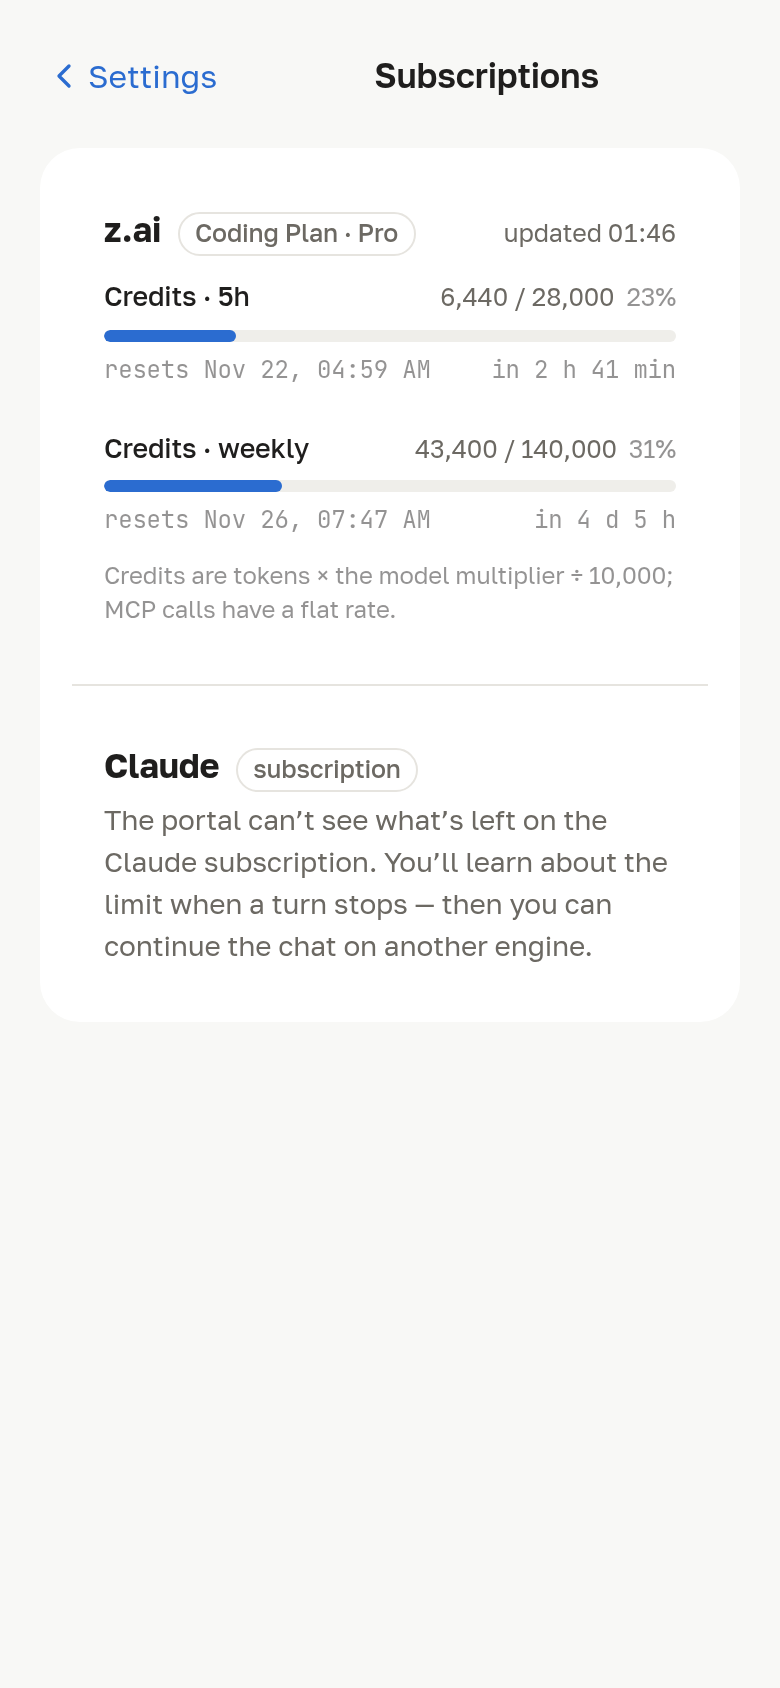 Settings
Subscriptions
z.ai
Coding Plan · Pro
updated 01:46
Credits · 5h
6,440 / 28,000 23%
resets Nov 22, 04:59 AM
in 2 h 41 min
Credits · weekly
43,400 / 140,000 31%
resets Nov 26, 07:47 AM
in 4 d 5 h
Credits are tokens × the model multiplier ÷ 10,000;
MCP calls have a flat rate.
Claude
subscription
The portal can’t see what’s left on the
Claude subscription. You’ll learn about the
limit when a turn stops — then you can
continue the chat on another engine.